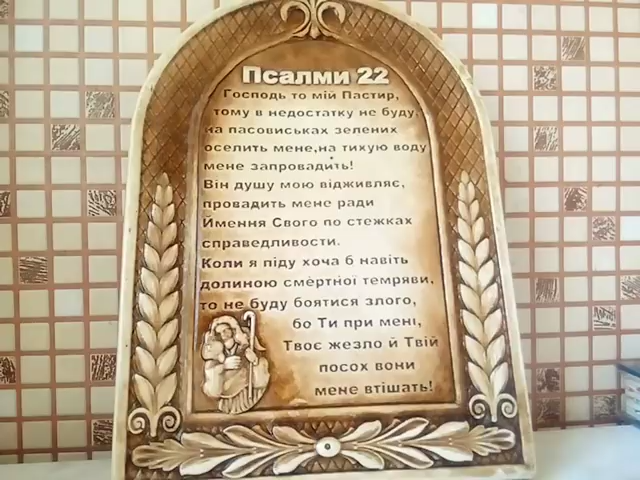 Псалми 22
Господь то мій Пастир,
тому в недостатку не буду,
на пасовиськах зелених
оселить мене,на тихую воду
мене запровадить!
Він душу мою відживляє,
провадить мене ради
Ймення Свого по стежках
справедливости.
Коли я піду хоча б навіть
долиною смертної темряви,
то не буду боятися злого,
бо Ти при мені,
Твоє жезло й Твій
посох вони
мене втішать!